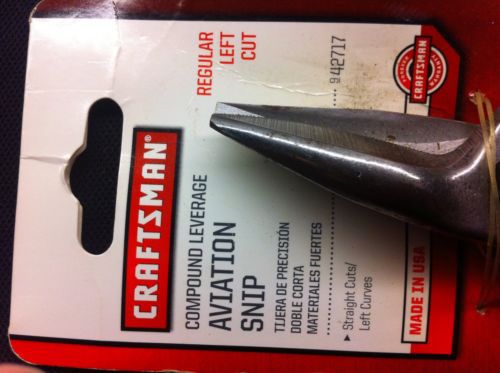 CRAFTSMAN®
COMPOUND LEVERAGE
AVIATION
SNIP
TIJERA DE PRECISIÓN
DOBLE CORTA
MATERIALES FUERTES
▸ Straight Cuts/
Left Curves
REGULAR
LEFT
CUT
942717
CRAFTSMAN
MADE IN USA